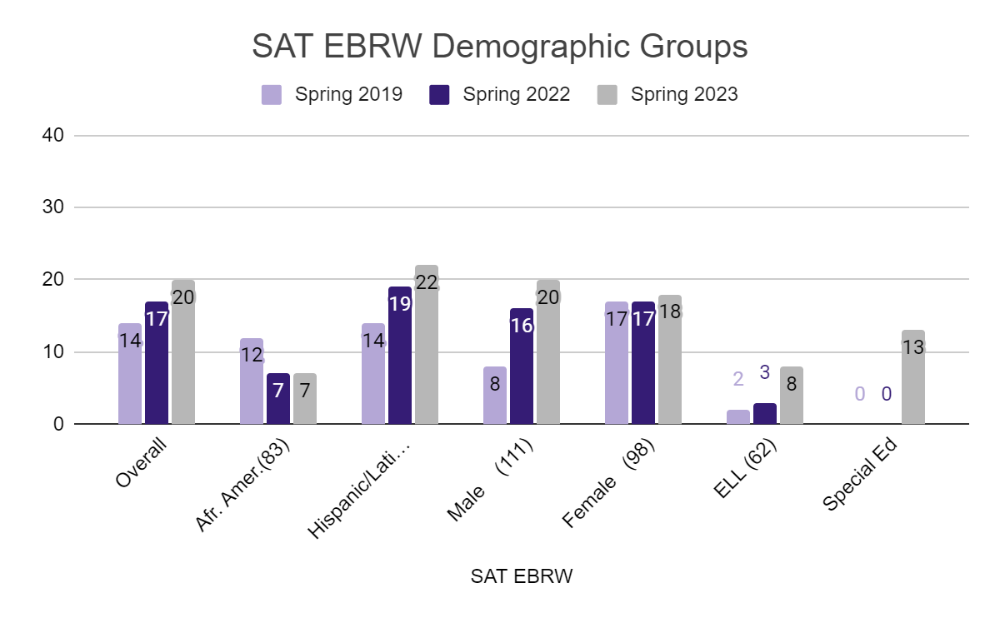 SAT EBRW Demographic Groups
Spring 2019 Spring 2022 Spring 2023
40
30
20
10
0
14 17 20
12 7 7
14 19 22
8 16 20
17 17 18
2 3 8
0 0 13
Overall
Afr. Amer.(83)
Hispanic/Lati…
Male (111)
Female (98)
ELL (62)
Special Ed
SAT EBRW